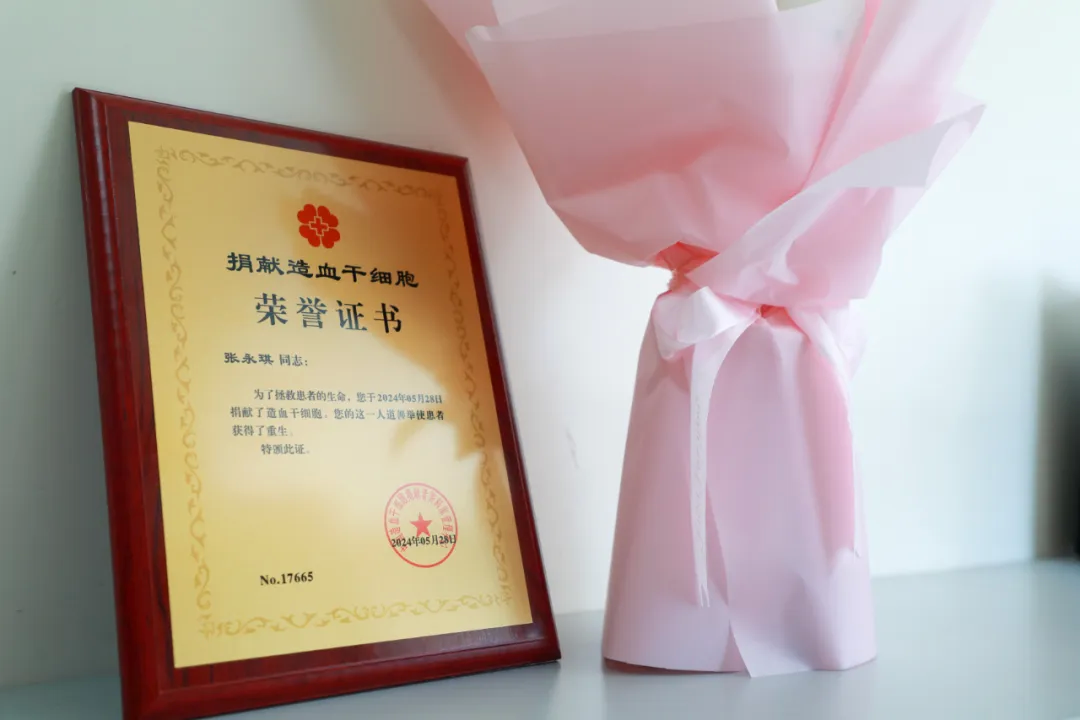 捐献造血干细胞
荣誉证书
张永琪 同志：
为了拯救患者的生命，您于2024年05月28日
捐献了造血干细胞。您的这一人道善举使患者
获得了重生。
特颁此证。
2024年05月28日
No.17665